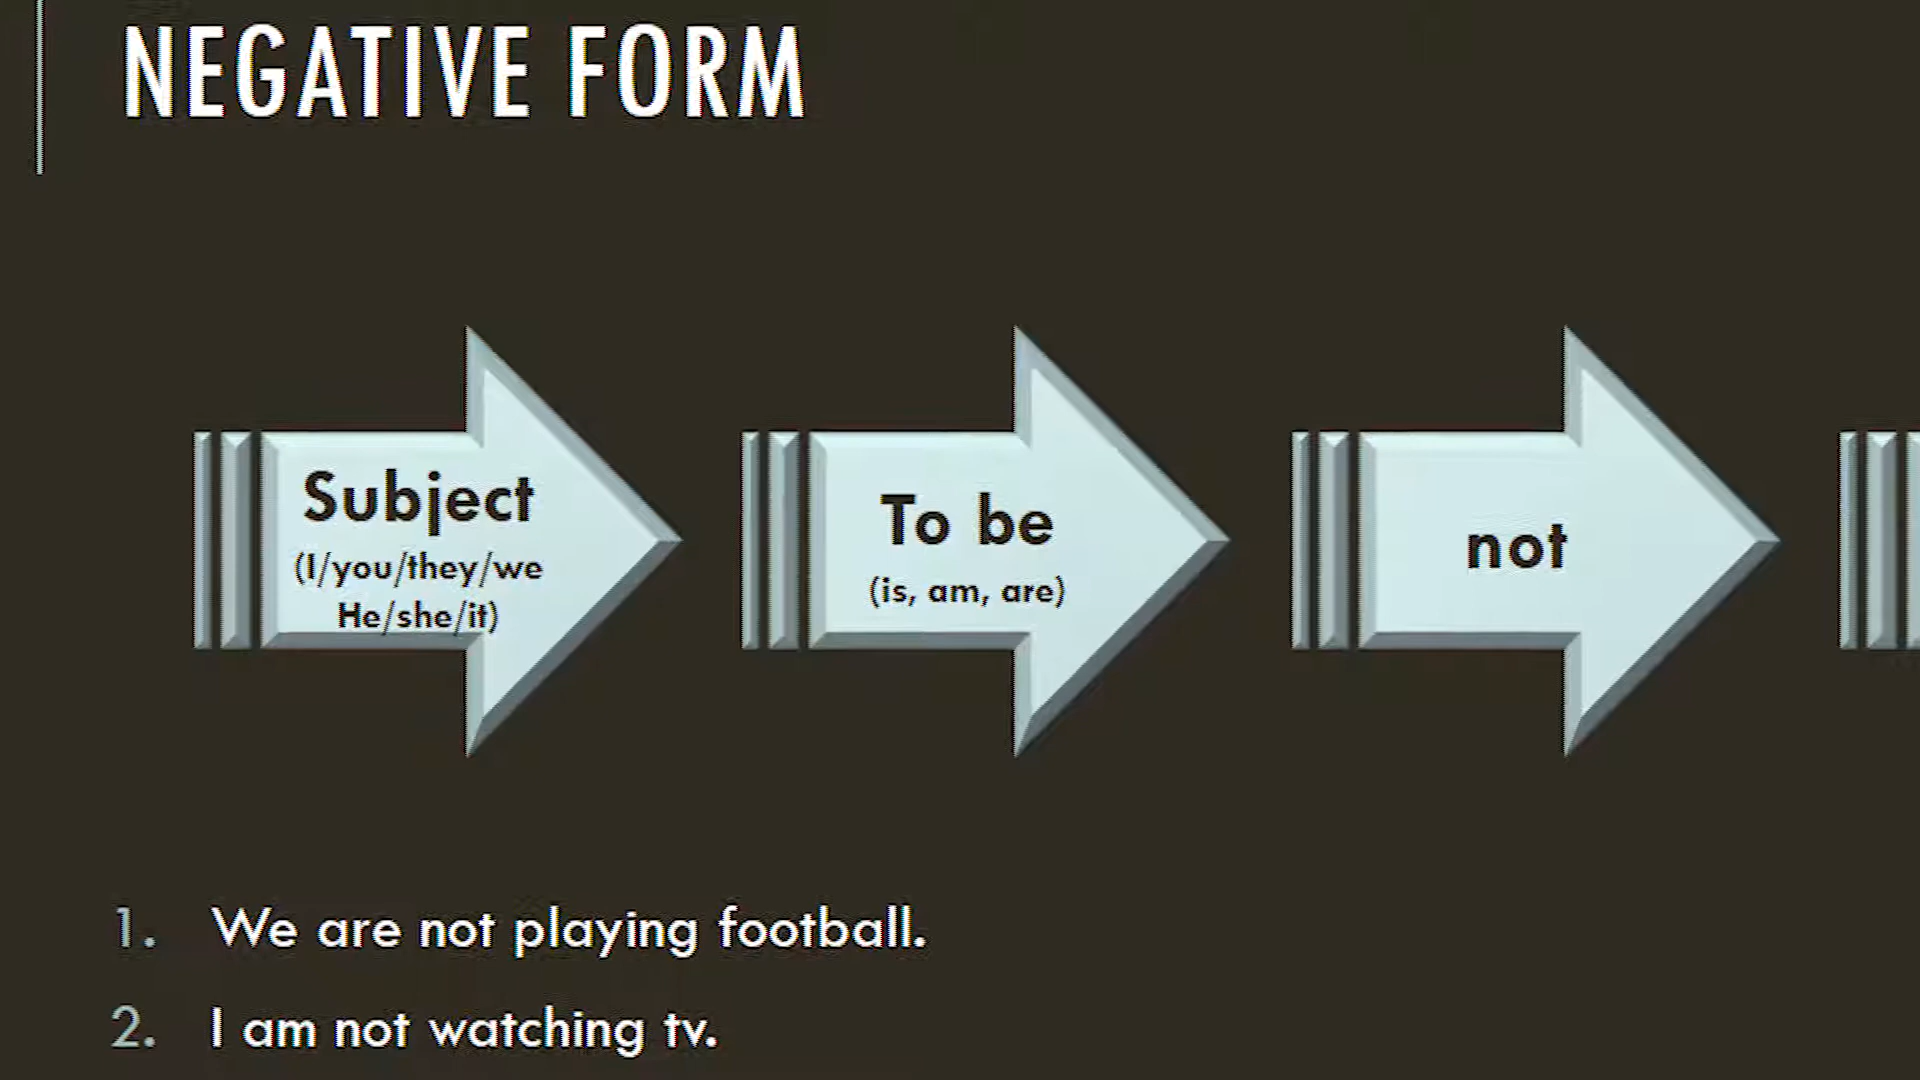 NEGATIVE FORM
Subject
(I/you/they/we
He/she/it)
To be
(is, am, are)
not
1. We are not playing football.
2. I am not watching tv.